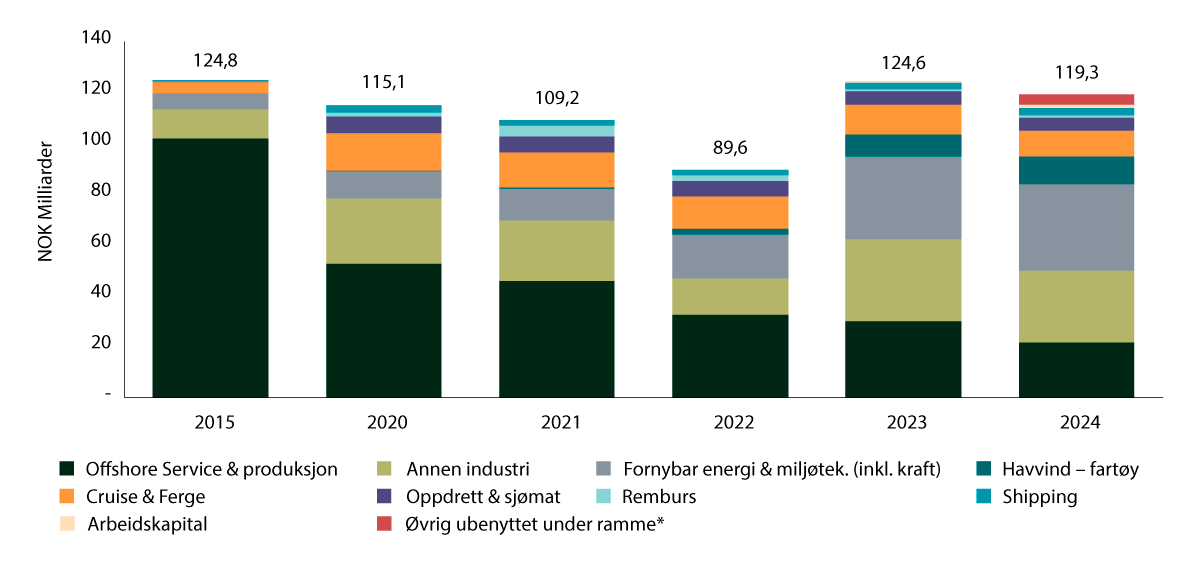 NOK Milliarder
140
120
100
80
60
40
20
-
124,8
115,1
109,2
89,6
124,6
119,3
2015
2020
2021
2022
2023
2024
Offshore Service & produksjon
Annen industri
Fornybar energi & miljøtek. (inkl. kraft)
Havvind – fartøy
Cruise & Ferge
Oppdrett & sjømat
Remburs
Shipping
Arbeidskapital
Øvrig ubenyttet under ramme*